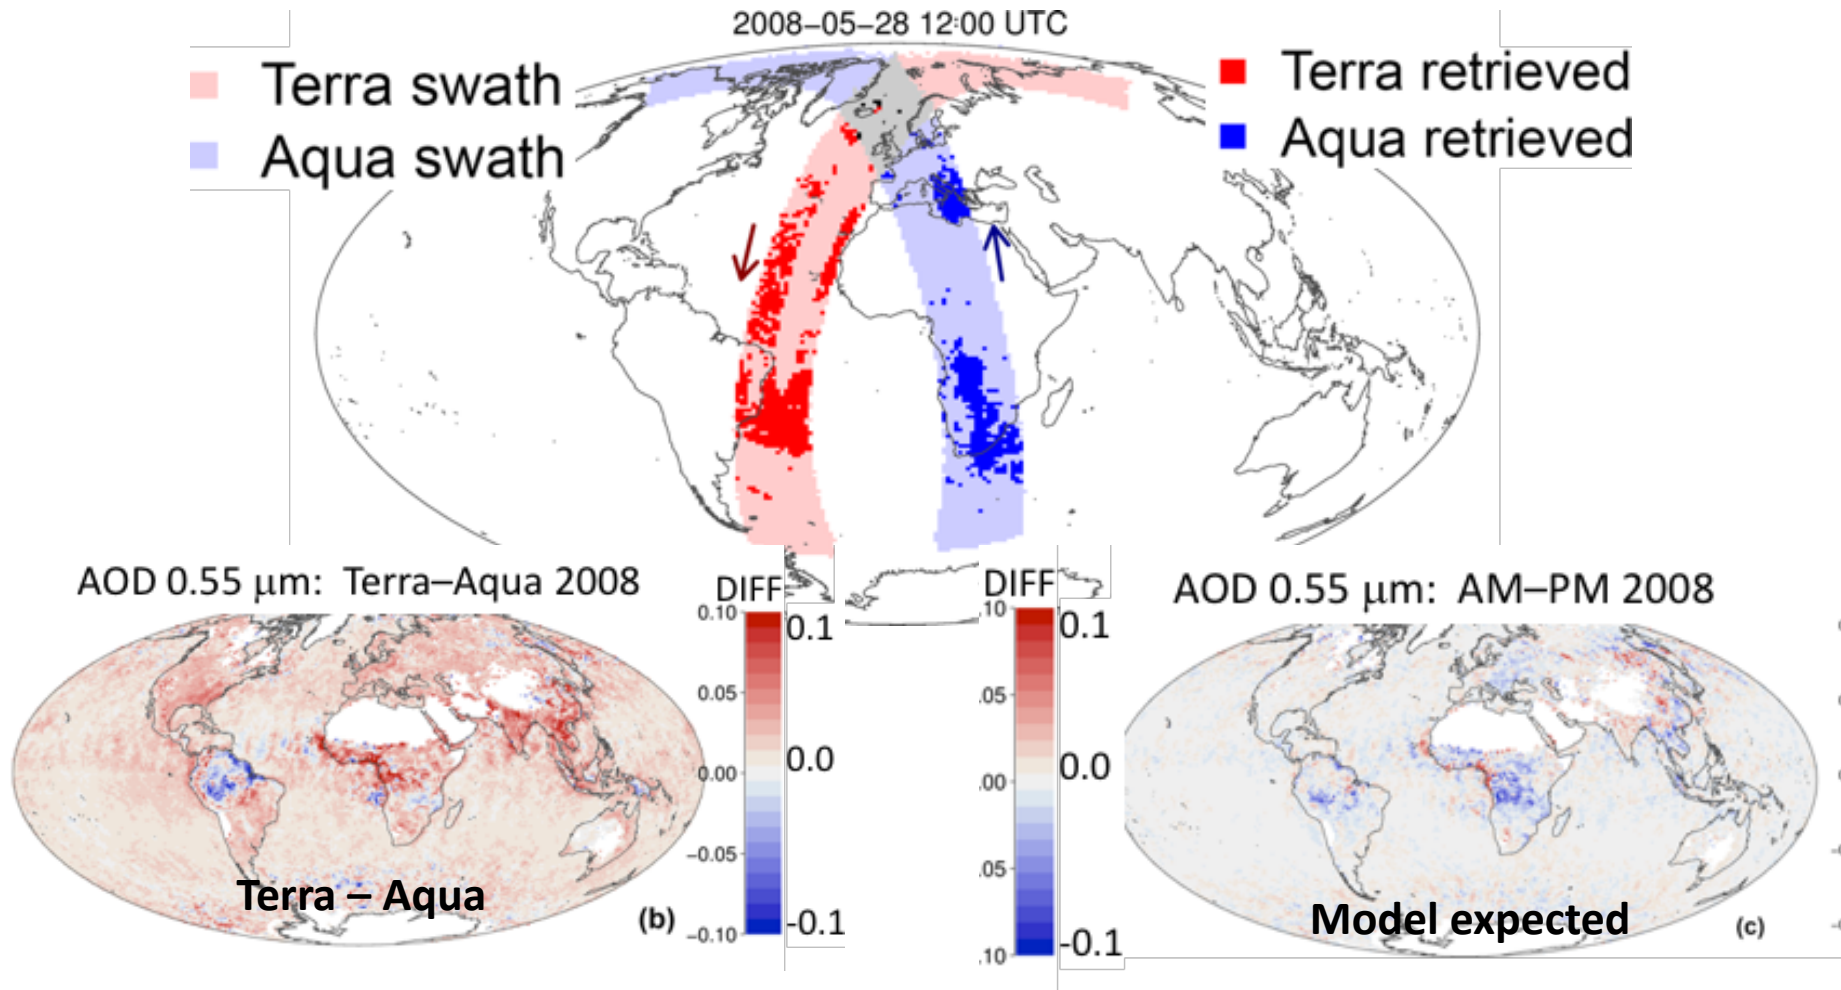 2008−05−28 12:00 UTC
Terra swath
Aqua swath
Terra retrieved
Aqua retrieved
AOD 0.55 μm: Terra−Aqua 2008
DIFF
0.10
0.05
0.00
−0.05
−0.10
0.1
0.0
-0.1
Terra – Aqua
(b)
DIFF
10
.05
.00
.05
.10
0.1
0.0
-0.1
AOD 0.55 μm: AM−PM 2008
Model expected
(c)